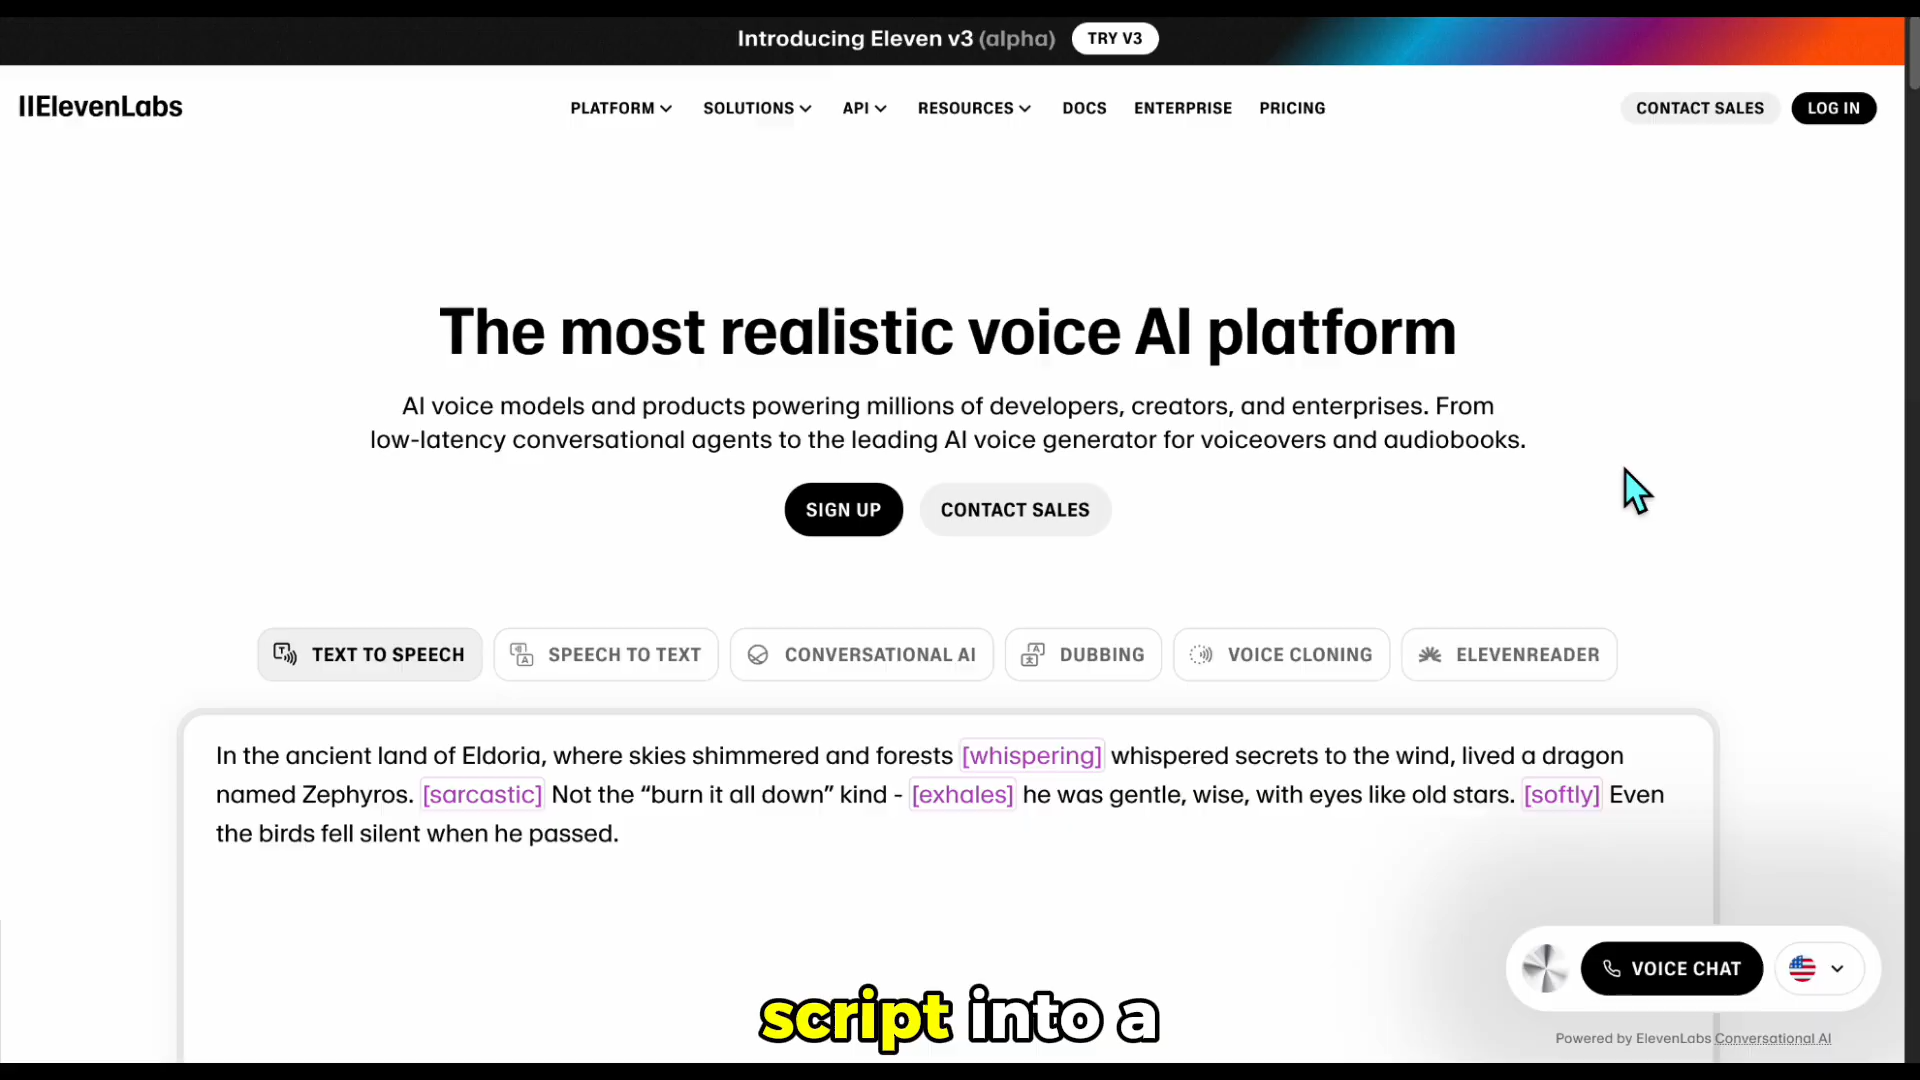 Introducing Eleven v3 (alpha) TRY V3
IIElevenLabs PLATFORM SOLUTIONS API RESOURCES DOCS ENTERPRISE PRICING CONTACT SALES LOG IN
The most realistic voice AI platform
AI voice models and products powering millions of developers, creators, and enterprises. From
low-latency conversational agents to the leading AI voice generator for voiceovers and audiobooks.
SIGN UP CONTACT SALES
TEXT TO SPEECH SPEECH TO TEXT CONVERSATIONAL AI DUBBING VOICE CLONING ELEVENREADER
In the ancient land of Eldoria, where skies shimmered and forests [whispering] whispered secrets to the wind, lived a dragon
named Zephyros. [sarcastic] Not the “burn it all down” kind - [exhales] he was gentle, wise, with eyes like old stars. [softly] Even
the birds fell silent when he passed.
VOICE CHAT
script into a
Powered by ElevenLabs Conversational AI